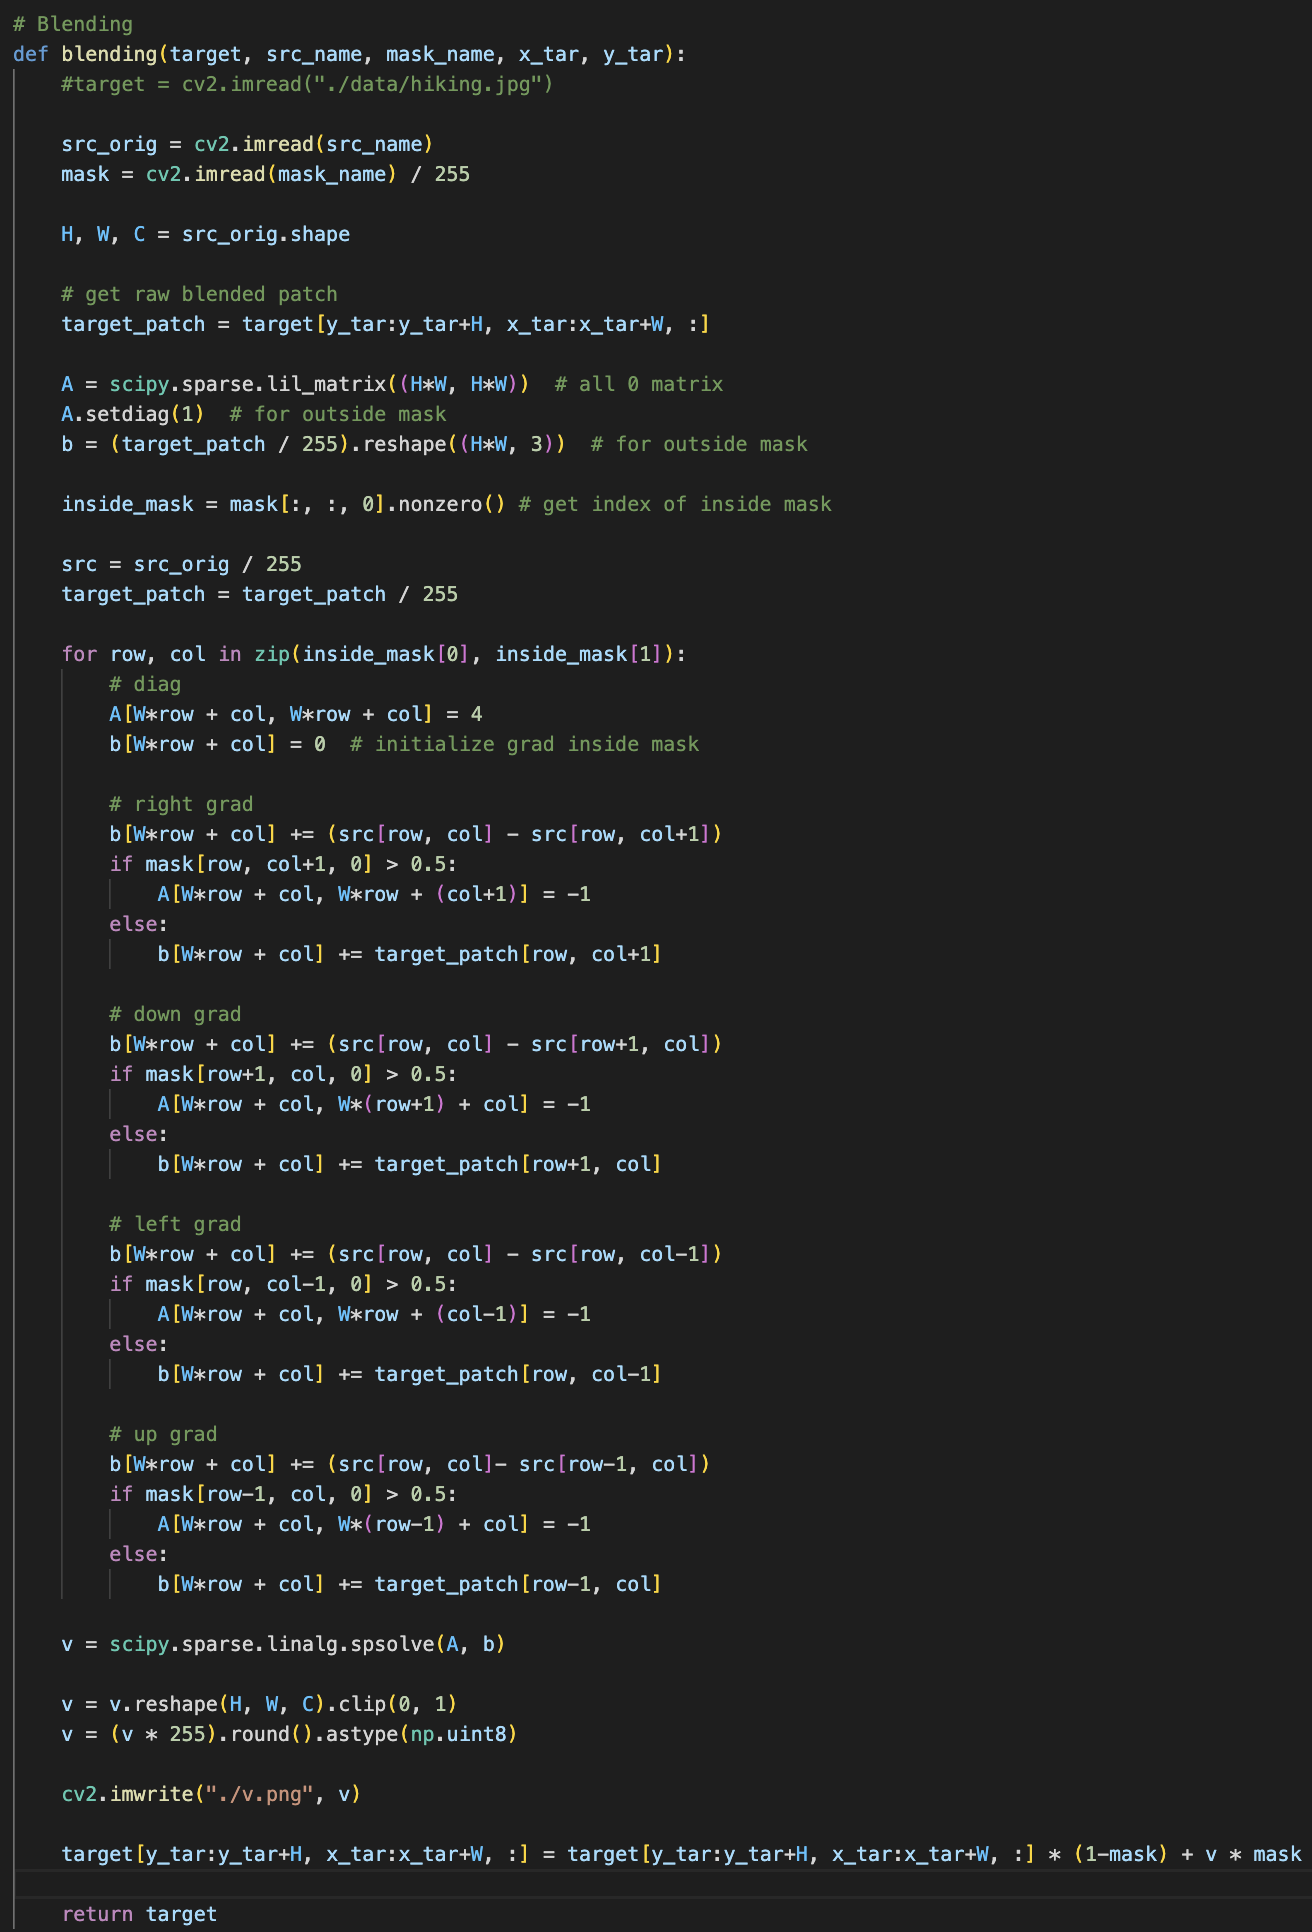 # Blending
def blending(target, src_name, mask_name, x_tar, y_tar):
    #target = cv2.imread("./data/hiking.jpg")

    src_orig = cv2.imread(src_name)
    mask = cv2.imread(mask_name) / 255

    H, W, C = src_orig.shape

    # get raw blended patch
    target_patch = target[y_tar:y_tar+H, x_tar:x_tar+W, :]

    A = scipy.sparse.lil_matrix((H*W, H*W))  # all 0 matrix
    A.setdiag(1)  # for outside mask
    b = (target_patch / 255).reshape((H*W, 3))  # for outside mask

    inside_mask = mask[:, :, 0].nonzero() # get index of inside mask

    src = src_orig / 255
    target_patch = target_patch / 255

    for row, col in zip(inside_mask[0], inside_mask[1]):
        # diag
        A[W*row + col, W*row + col] = 4
        b[W*row + col] = 0  # initialize grad inside mask

        # right grad
        b[W*row + col] += (src[row, col] - src[row, col+1])
        if mask[row, col+1, 0] > 0.5:
            A[W*row + col, W*row + (col+1)] = -1
        else:
            b[W*row + col] += target_patch[row, col+1]

        # down grad
        b[W*row + col] += (src[row, col] - src[row+1, col])
        if mask[row+1, col, 0] > 0.5:
            A[W*row + col, W*(row+1) + col] = -1
        else:
            b[W*row + col] += target_patch[row+1, col]

        # left grad
        b[W*row + col] += (src[row, col] - src[row, col-1])
        if mask[row, col-1, 0] > 0.5:
            A[W*row + col, W*row + (col-1)] = -1
        else:
            b[W*row + col] += target_patch[row, col-1]

        # up grad
        b[W*row + col] += (src[row, col]- src[row-1, col])
        if mask[row-1, col, 0] > 0.5:
            A[W*row + col, W*(row-1) + col] = -1
        else:
            b[W*row + col] += target_patch[row-1, col]

    v = scipy.sparse.linalg.spsolve(A, b)

    v = v.reshape(H, W, C).clip(0, 1)
    v = (v * 255).round().astype(np.uint8)

    cv2.imwrite("./v.png", v)

    target[y_tar:y_tar+H, x_tar:x_tar+W, :] = target[y_tar:y_tar+H, x_tar:x_tar+W, :] * (1-mask) + v * mask

    return target